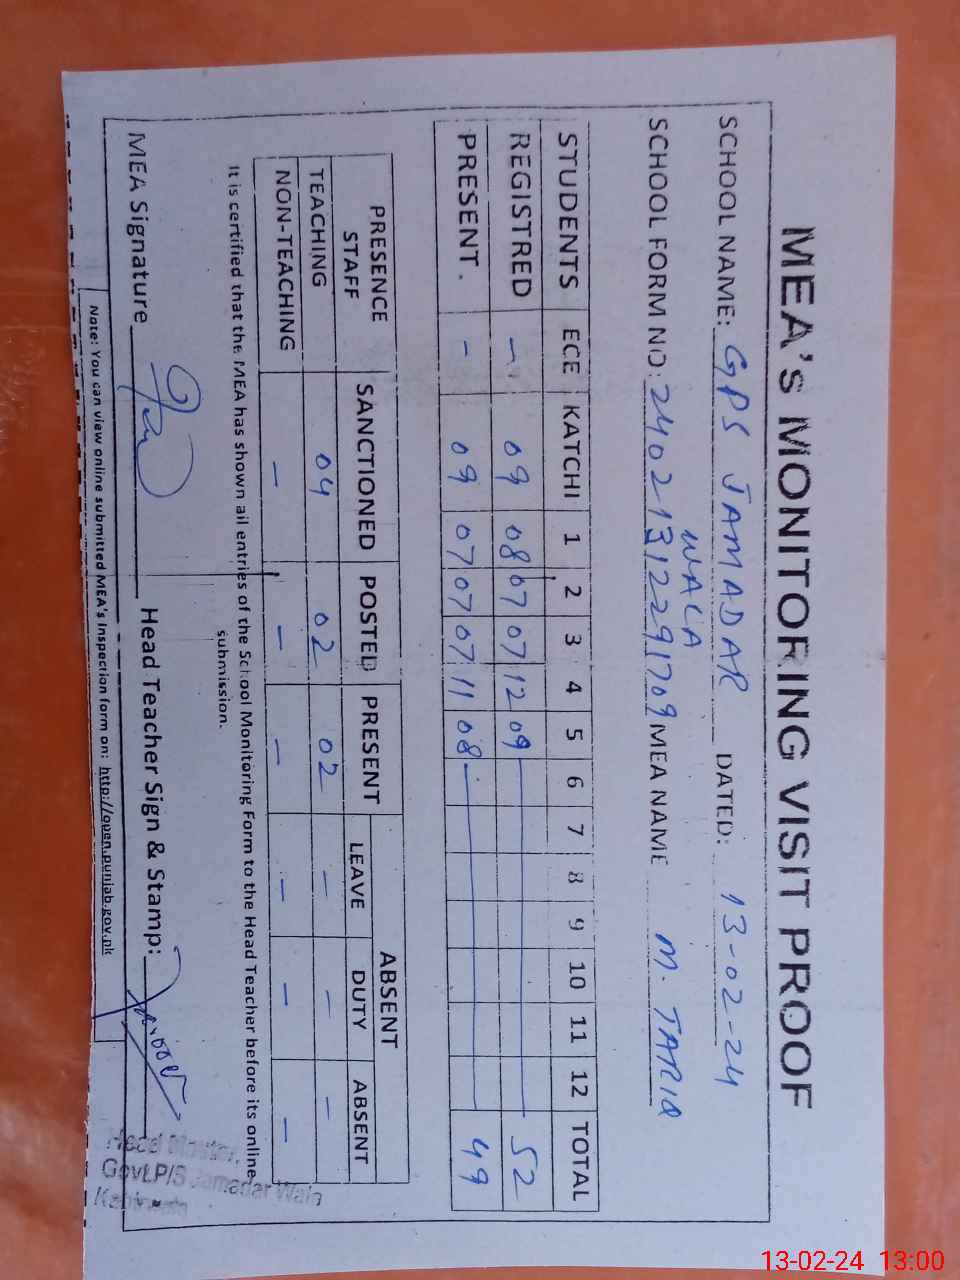 MEA's MONITORING VISIT PROOF
SCHOOL NAME: GPS JAMADAR DATED: 13-02-24
WALA
SCHOOL FORM NO: 24021312291709 MEA NAME M. TARIQ
STUDENTS ECE KATCHI 1 2 3 4 5 6 7 8 9 10 11 12 TOTAL
REGISTRED - 09 08 07 07 12 09 52
PRESENT. - 09 07 07 07 11 08 49
PRESENCE STAFF SANCTIONED POSTED PRESENT ABSENT
LEAVE DUTY ABSENT
TEACHING 04 02 02 - - -
NON-TEACHING - - - - - -
It is certified that the MEA has shown all entries of the School Monitoring Form to the Head Teacher before its online
submission.
MEA Signature Head Teacher Sign & Stamp:
Head Master,
Govt.P/S Jamadar Wala
Note: You can view online submitted MEA's Inspection form on: http://open.punjab.gov.pk
13-02-24 13:00